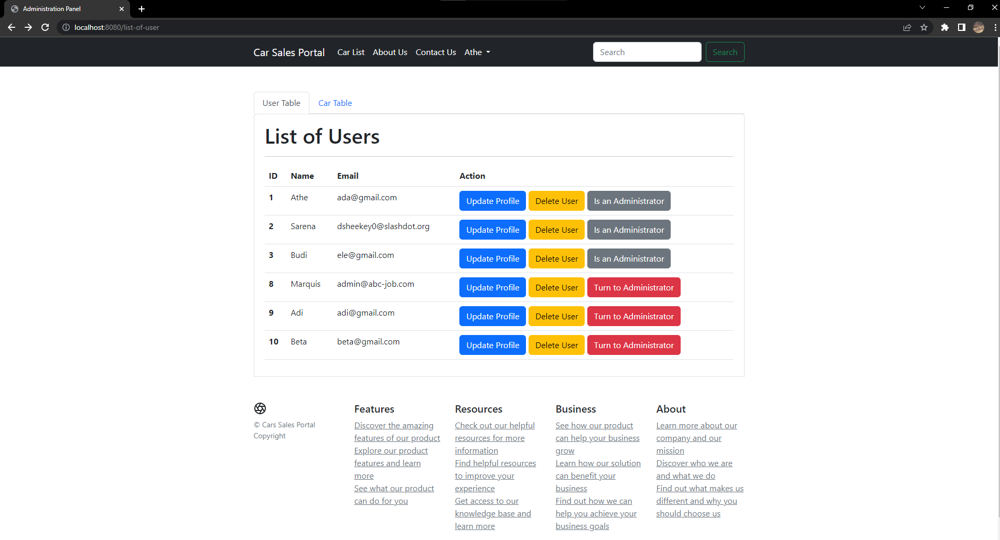 Administration Panel
localhost:8080/list-of-user
Car Sales Portal Car List About Us Contact Us Athe Search Search
User Table Car Table
List of Users
ID Name Email Action
1 Athe ada@gmail.com Update Profile Delete User Is an Administrator
2 Sarena dsheekey0@slashdot.org Update Profile Delete User Is an Administrator
3 Budi ele@gmail.com Update Profile Delete User Is an Administrator
8 Marquis admin@abc-job.com Update Profile Delete User Turn to Administrator
9 Adi adi@gmail.com Update Profile Delete User Turn to Administrator
10 Beta beta@gmail.com Update Profile Delete User Turn to Administrator
© Cars Sales Portal
Copyright
Features
Discover the amazing
features of our product
Explore our product
features and learn
more
See what our product
can do for you
Resources
Check out our helpful
resources for more
information
Find helpful resources
to improve your
experience
Get access to our
knowledge base and
learn more
Business
See how our product
can help your business
grow
Learn how our solution
can benefit your
business
Find out how we can
help you achieve your
business goals
About
Learn more about our
company and our
mission
Discover who we are
and what we do
Find out what makes us
different and why you
should choose us